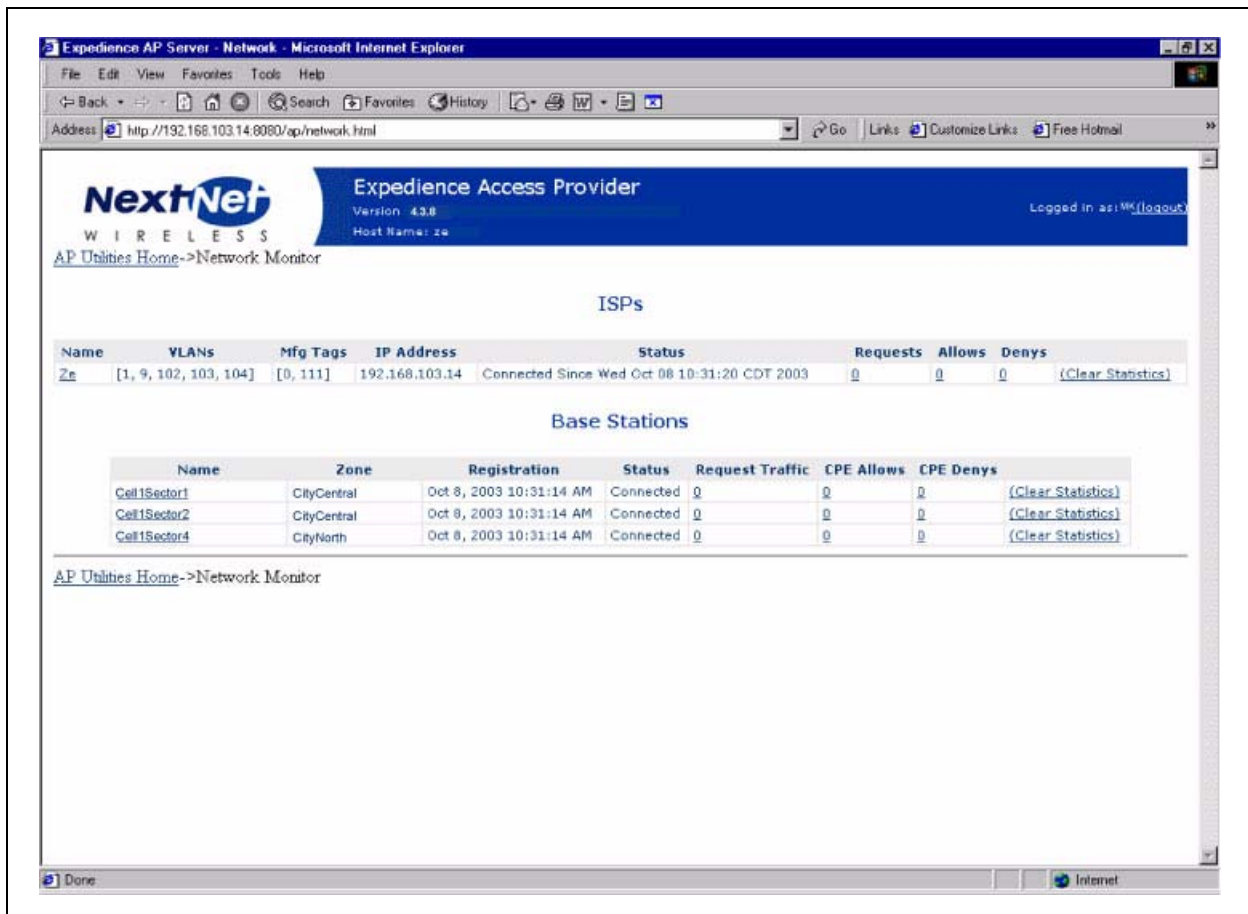 Expedience AP Server - Network - Microsoft Internet Explorer
File Edit View Favorites Tools Help
Back Search Favorites History
Address http://192.168.103.14:8080/ap/network.html Go Links Customize Links Free Hotmail »
NextNet
WIRELESS
Expedience Access Provider
Version 4.3.8
Host Name: ze
Logged in as: MK (logout)
AP Utilities Home->Network Monitor
ISPs
Name VLANs Mfg Tags IP Address Status Requests Allows Denys
Ze [1, 9, 102, 103, 104] [0, 111] 192.168.103.14 Connected Since Wed Oct 08 10:31:20 CDT 2003 0 0 0 (Clear Statistics)
Base Stations
Name Zone Registration Status Request Traffic CPE Allows CPE Denys
Cell1Sector1 CityCentral Oct 8, 2003 10:31:14 AM Connected 0 0 0 (Clear Statistics)
Cell1Sector2 CityCentral Oct 8, 2003 10:31:14 AM Connected 0 0 0 (Clear Statistics)
Cell1Sector4 CityNorth Oct 8, 2003 10:31:14 AM Connected 0 0 0 (Clear Statistics)
AP Utilities Home->Network Monitor
Done Internet